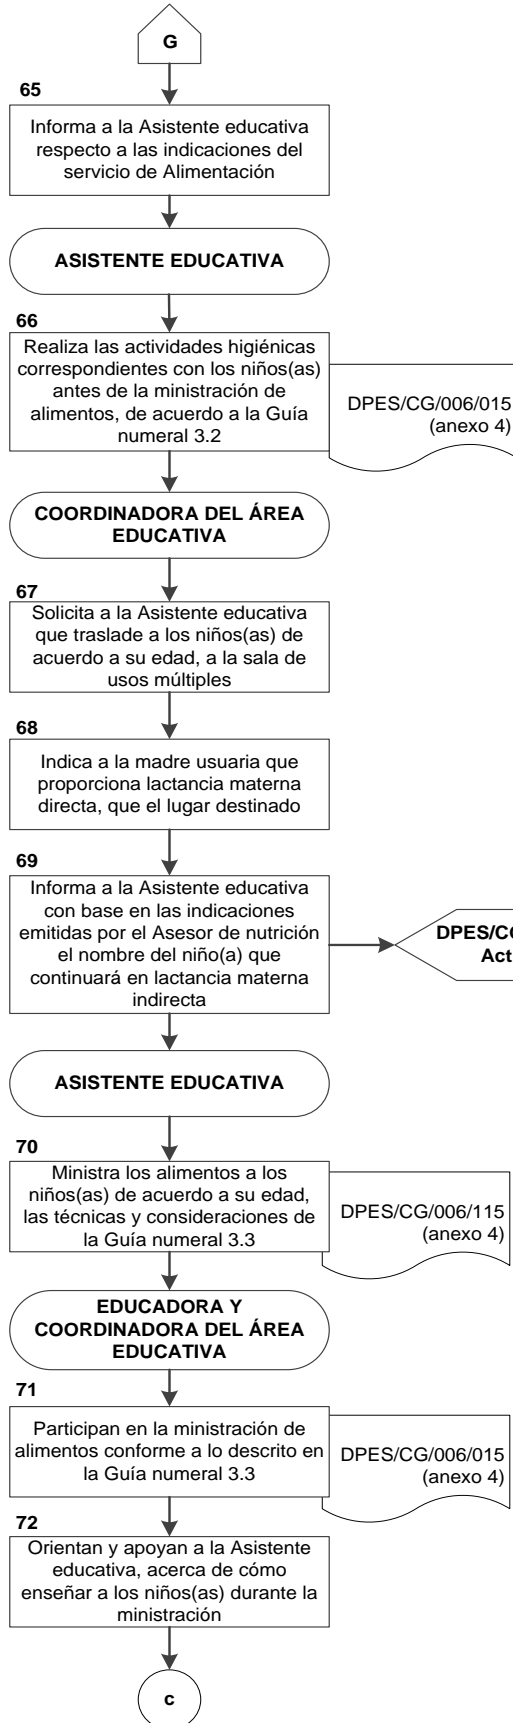 G
65
Informa a la Asistente educativa
respecto a las indicaciones del
servicio de Alimentación
ASISTENTE EDUCATIVA
66
Realiza las actividades higiénicas
correspondientes con los niños(as)
antes de la ministración de
alimentos, de acuerdo a la Guía
numeral 3.2
DPES/CG/006/015
(anexo 4)
COORDINADORA DEL ÁREA
EDUCATIVA
67
Solicita a la Asistente educativa
que traslade a los niños(as) de
acuerdo a su edad, a la sala de
usos múltiples
68
Indica a la madre usuaria que
proporciona lactancia materna
directa, que el lugar destinado
69
Informa a la Asistente educativa
con base en las indicaciones
emitidas por el Asesor de nutrición
el nombre del niño(a) que
continuará en lactancia materna
indirecta
Act
ASISTENTE EDUCATIVA
70
Ministra los alimentos a los
niños(as) de acuerdo a su edad,
las técnicas y consideraciones de
la Guía numeral 3.3
DPES/CG/006/115
(anexo 4)
EDUCADORA Y
COORDINADORA DEL ÁREA
EDUCATIVA
71
Participan en la ministración de
alimentos conforme a lo descrito en
la Guía numeral 3.3
DPES/CG/006/015
(anexo 4)
72
Orientan y apoyan a la Asistente
educativa, acerca de cómo
enseñar a los niños(as) durante la
ministración
c